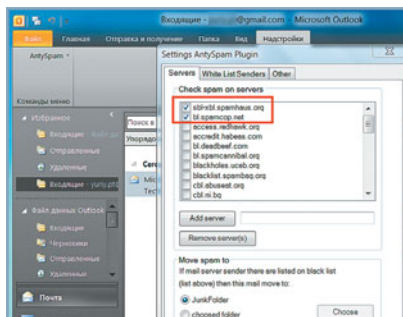 Входящие - @gmail.com - Microsoft Outlook
Файл Главная Отправка и получение Папка Вид Надстройки
AntySpam
Команды меню
Избранное
Входящие
Отправленные
Удаленные
Входящие - yuriy.pts
Файл данных Outlook
Входящие
Черновики
Отправленные
Удаленные
Почта
Поиск в
Упорядо
Settings AntySpam Plugin
Servers White List Senders Other
Check spam on servers
sbl-xbl.spamhaus.org
bl.spamcop.net
access.redhawk.org
accredit.habeas.com
bl.deadbeef.com
bl.spamcannibal.org
blackholes.uceb.org
blacklist.spambag.org
cbl.abuseat.org
cbl.ni.bg
Add server
Remove server(s)
Move spam to
If mail server sender there are listed on black list
(list above) then this mail move to:
JunkFolder
choosed folder
Choose